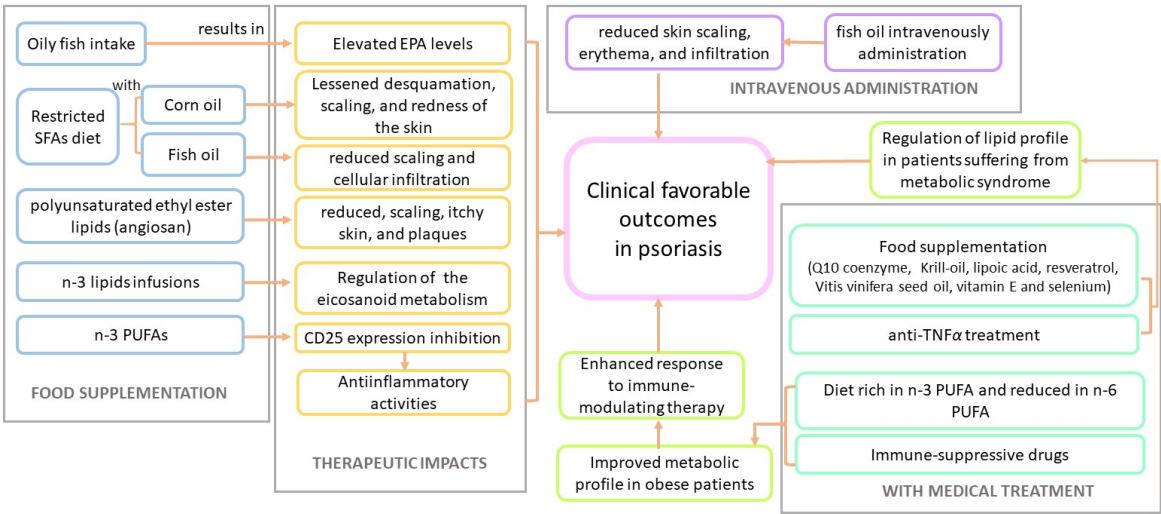 Oily fish intake
results in
Elevated EPA levels
Restricted
SFAs diet
with
Corn oil
Fish oil
Lessened desquamation,
scaling, and redness of
the skin
reduced scaling and
cellular infiltration
polyunsaturated ethyl ester
lipids (angiosan)
reduced, scaling, itchy
skin, and plaques
n-3 lipids infusions
Regulation of  the
eicosanoid metabolism
n-3 PUFAs
CD25 expression inhibition
Antiinflammatory
activities
FOOD SUPPLEMENTATION
THERAPEUTIC IMPACTS
reduced skin scaling,
erythema, and infiltration
fish oil intravenously
administration
INTRAVENOUS ADMINISTRATION
Clinical favorable
outcomes
in psoriasis
Regulation of lipid profile
in patients suffering from
metabolic syndrome
Food supplementation
(Q10 coenzyme, Krill-oil, lipoic acid, resveratrol,
Vitis vinifera seed oil, vitamin E and selenium)
anti-TNFα treatment
Enhanced response
to immune-
modulating therapy
Diet rich in n-3 PUFA and reduced in n-6
PUFA
Improved metabolic
profile in obese patients
Immune-suppressive drugs
WITH MEDICAL TREATMENT